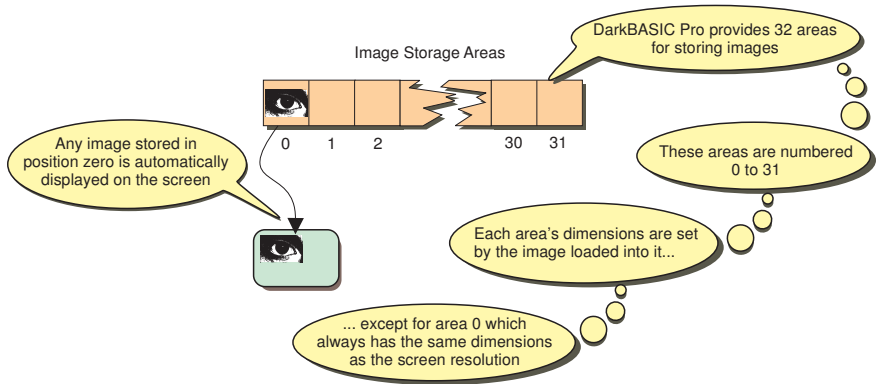 DarkBASIC Pro provides 32 areas
for storing images
Image Storage Areas
0 1 2 30 31
Any image stored in
position zero is automatically
displayed on the screen
These areas are numbered
0 to 31
Each area's dimensions are set
by the image loaded into it...
... except for area 0 which
always has the same dimensions
as the screen resolution